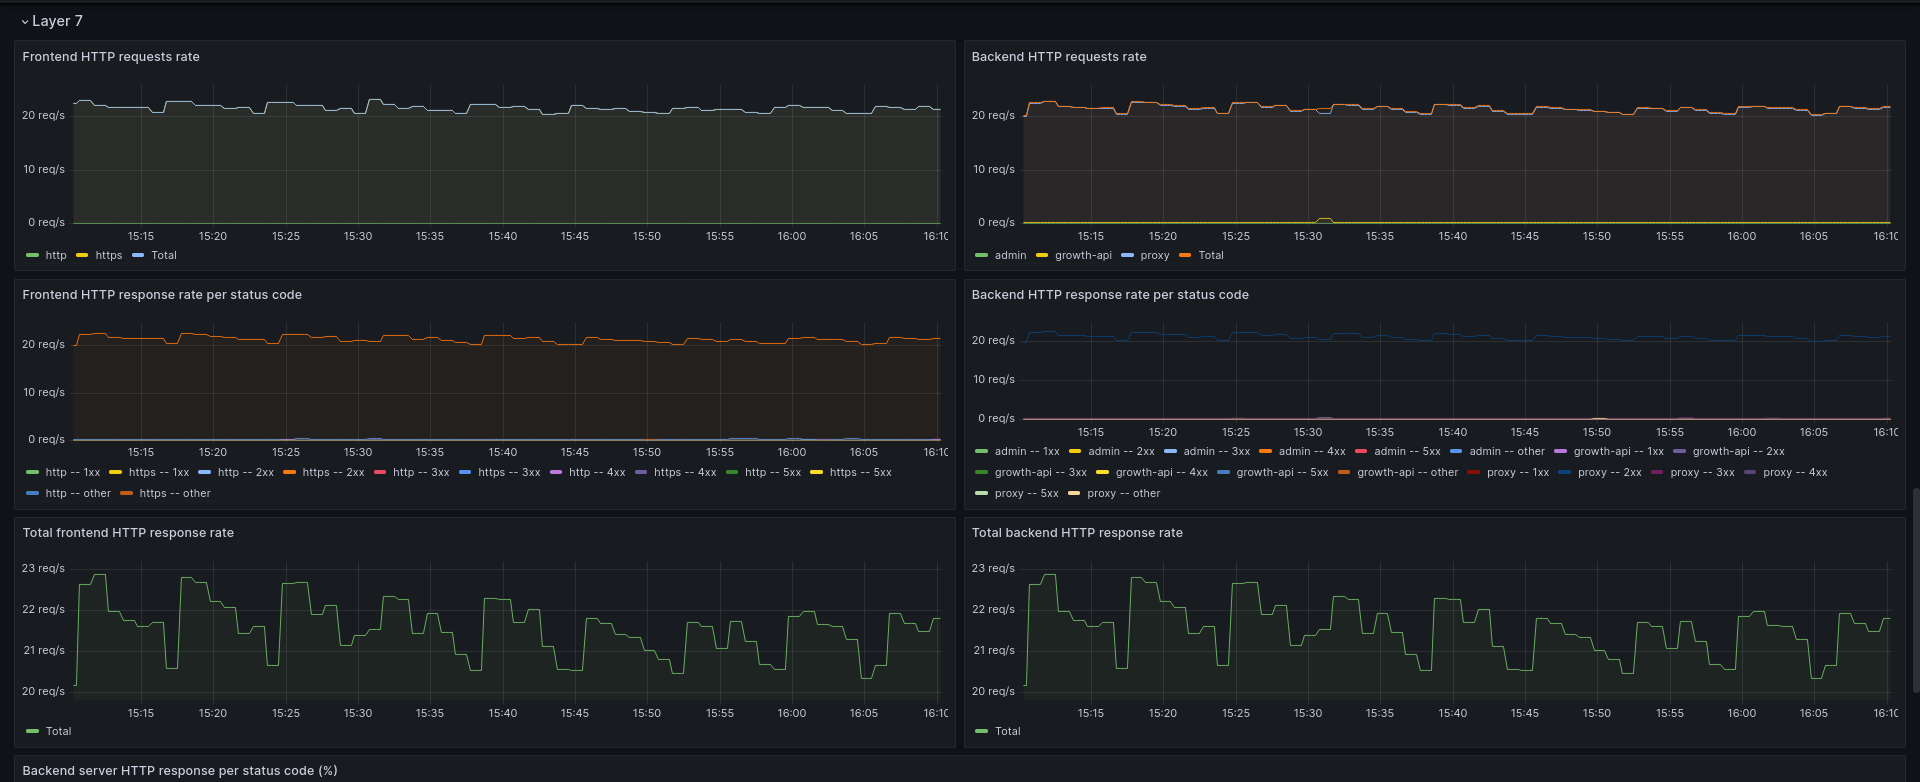 Layer 7
Frontend HTTP requests rate
20 req/s
10 req/s
0 req/s
15:15 15:20 15:25 15:30 15:35 15:40 15:45 15:50 15:55 16:00 16:05 16:10
http https Total
Backend HTTP requests rate
20 req/s
10 req/s
0 req/s
15:15 15:20 15:25 15:30 15:35 15:40 15:45 15:50 15:55 16:00 16:05 16:10
admin growth-api proxy Total
Frontend HTTP response rate per status code
20 req/s
10 req/s
0 req/s
15:15 15:20 15:25 15:30 15:35 15:40 15:45 15:50 15:55 16:00 16:05 16:10
http -- 1xx https -- 1xx http -- 2xx https -- 2xx http -- 3xx https -- 3xx http -- 4xx https -- 4xx http -- 5xx https -- 5xx
http -- other https -- other
Backend HTTP response rate per status code
20 req/s
10 req/s
0 req/s
15:15 15:20 15:25 15:30 15:35 15:40 15:45 15:50 15:55 16:00 16:05 16:10
admin -- 1xx admin -- 2xx admin -- 3xx admin -- 4xx admin -- 5xx admin -- other growth-api -- 1xx growth-api -- 2xx
growth-api -- 3xx growth-api -- 4xx growth-api -- 5xx growth-api -- other proxy -- 1xx proxy -- 2xx proxy -- 3xx proxy -- 4xx
proxy -- 5xx proxy -- other
Total frontend HTTP response rate
23 req/s
22 req/s
21 req/s
20 req/s
15:15 15:20 15:25 15:30 15:35 15:40 15:45 15:50 15:55 16:00 16:05 16:10
Total
Total backend HTTP response rate
23 req/s
22 req/s
21 req/s
20 req/s
15:15 15:20 15:25 15:30 15:35 15:40 15:45 15:50 15:55 16:00 16:05 16:10
Total
Backend server HTTP response per status code (%)